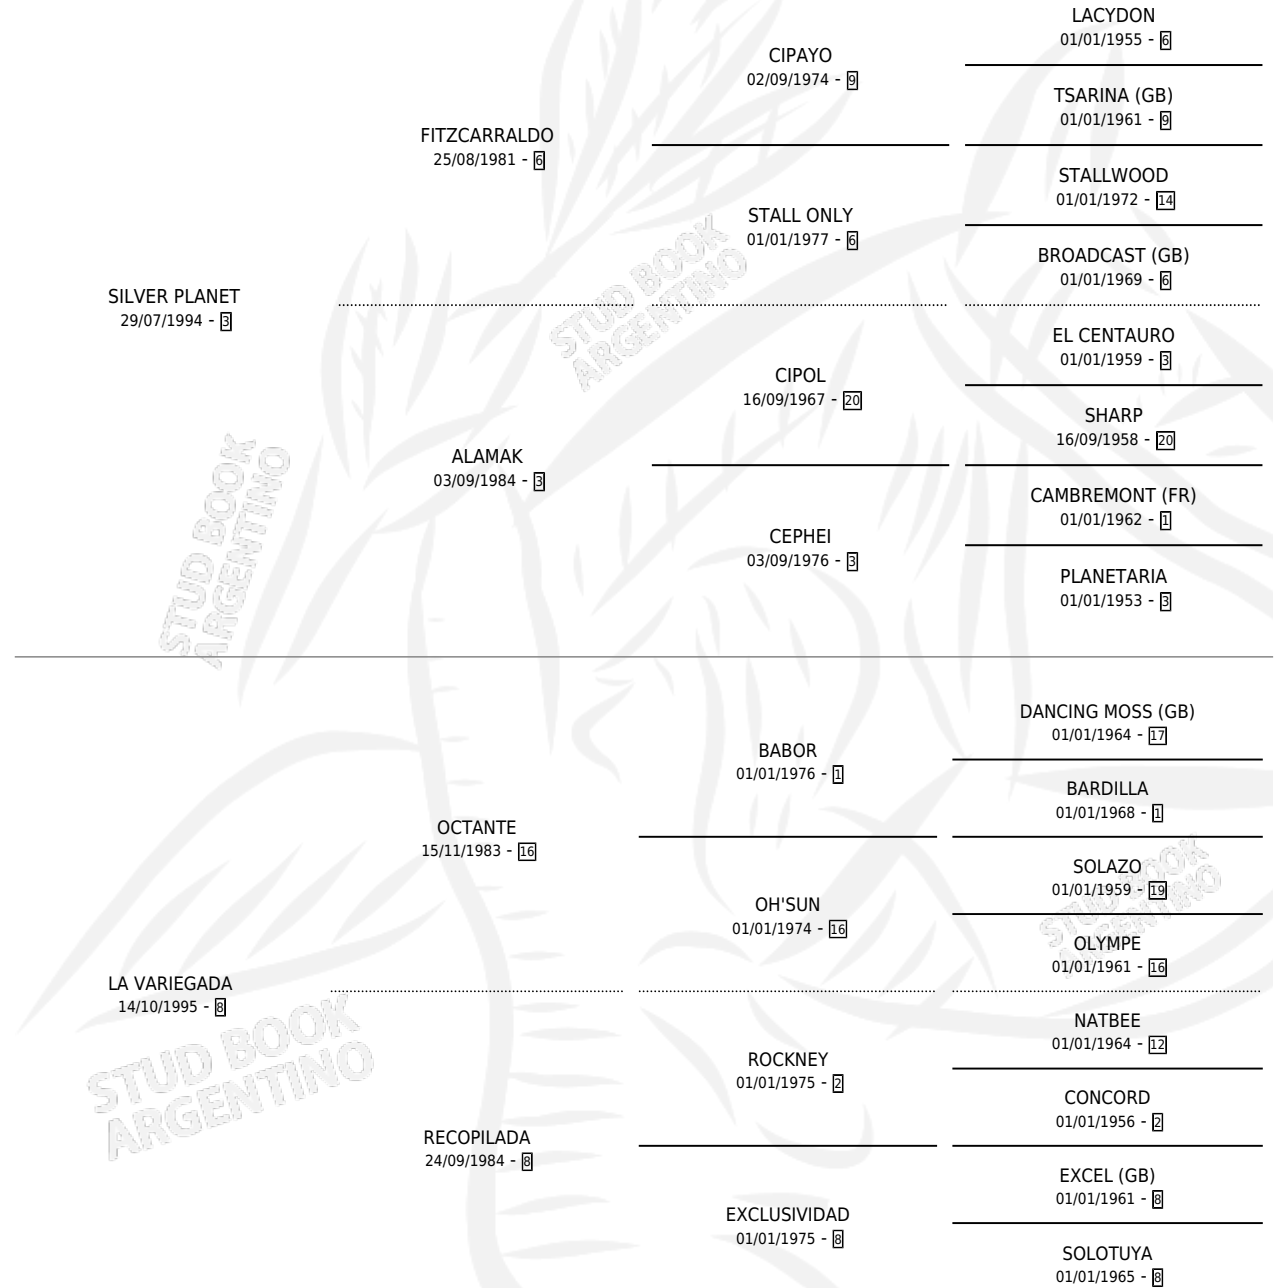 LACYDON
01/01/1955 - 6
CIPAYO
02/09/1974 - 9
TSARINA (GB)
01/01/1961 - 9
FITZCARRALDO
25/08/1981 - 6
STALLWOOD
01/01/1972 - 14
STALL ONLY
01/01/1977 - 6
BROADCAST (GB)
01/01/1969 - 6
SILVER PLANET
29/07/1994 - 3
STUD BOOK
ARGENTINO
EL CENTAURO
01/01/1959 - 3
CIPOL
16/09/1967 - 20
SHARP
16/09/1958 - 20
ALAMAK
03/09/1984 - 3
CAMBREMONT (FR)
01/01/1962 - 1
CEPHEI
03/09/1976 - 3
PLANETARIA
01/01/1953 - 3
STUD BOOK
ARGENTINO
DANCING MOSS (GB)
01/01/1964 - 17
BABOR
01/01/1976 - 1
BARDILLA
01/01/1968 - 1
OCTANTE
15/11/1983 - 16
SOLAZO
01/01/1959 - 19
OH'SUN
01/01/1974 - 16
STUD BOOK
ARGENTINO
OLYMPE
01/01/1961 - 16
LA VARIEGADA
14/10/1995 - 8
NATBEE
01/01/1964 - 12
ROCKNEY
01/01/1975 - 2
STUD BOOK
ARGENTINO
CONCORD
01/01/1956 - 2
RECOPILADA
24/09/1984 - 8
EXCEL (GB)
01/01/1961 - 8
EXCLUSIVIDAD
01/01/1975 - 8
SOLOTUYA
01/01/1965 - 8